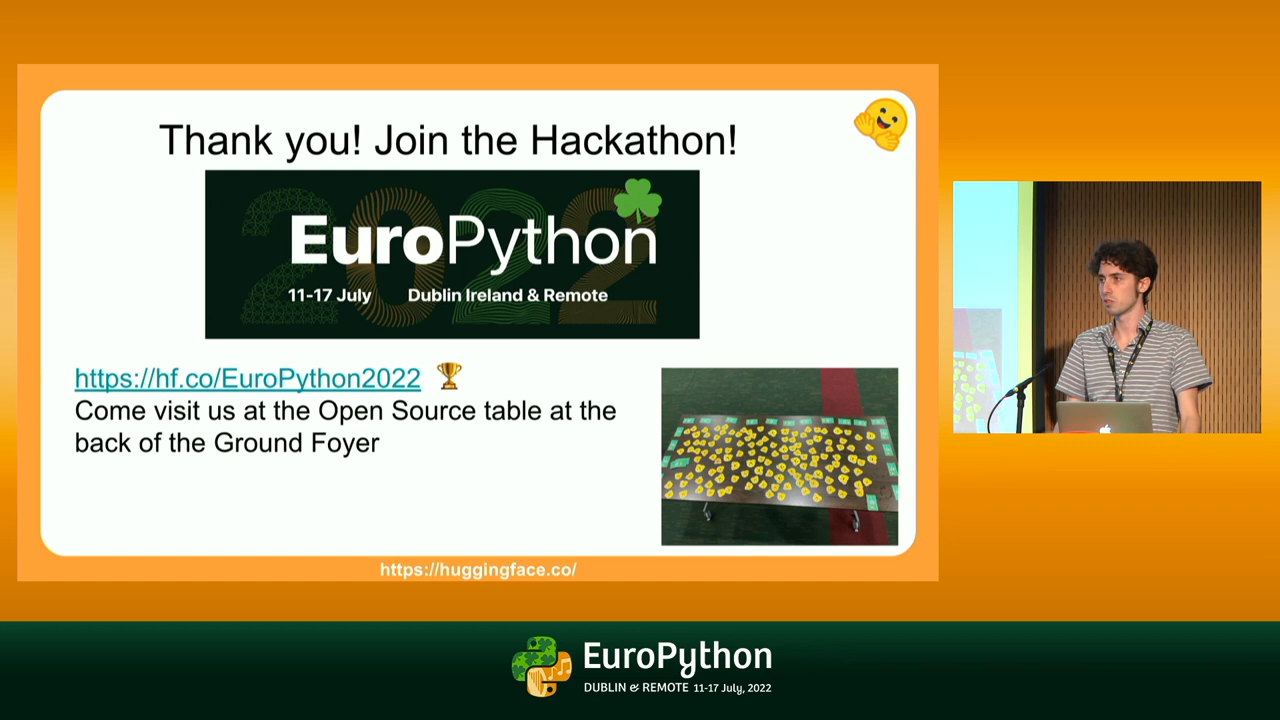 Thank you! Join the Hackathon!
2022
EuroPython
11-17 July Dublin Ireland & Remote
https://hf.co/EuroPython2022
Come visit us at the Open Source table at the
back of the Ground Foyer
https://huggingface.co/
EuroPython
DUBLIN & REMOTE 11-17 July, 2022